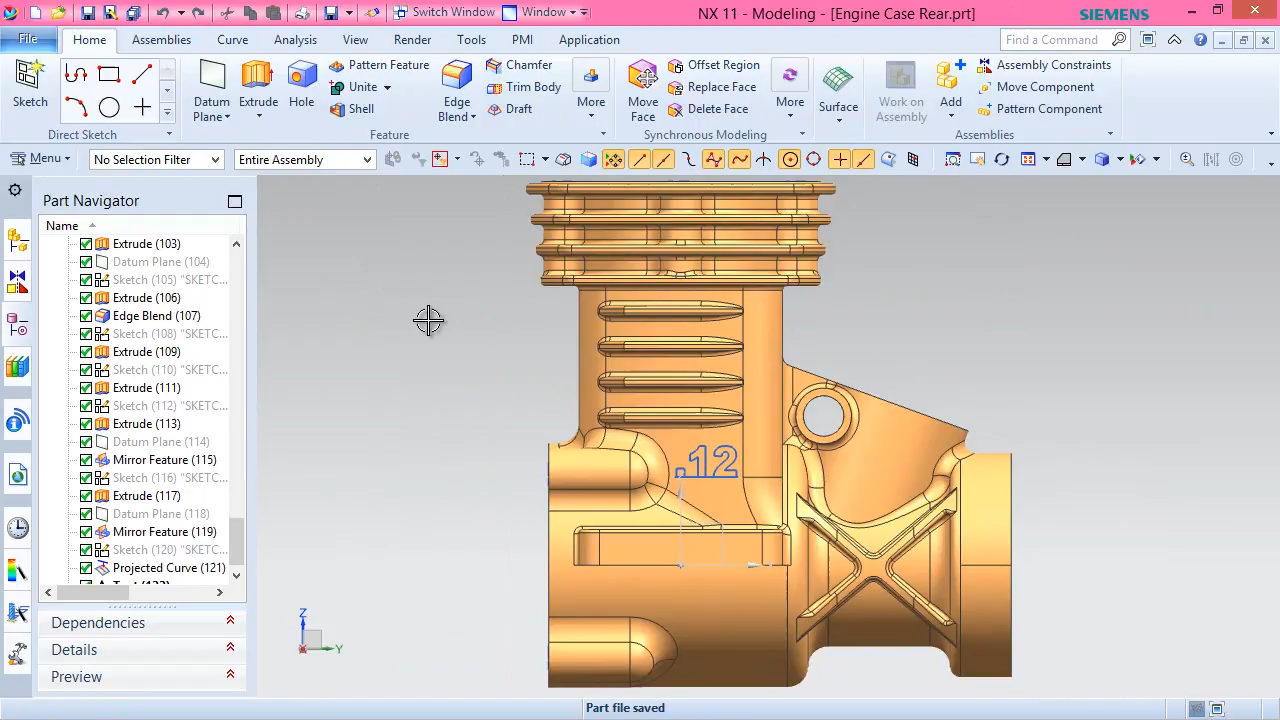 Switch Window
Window
NX 11 - Modeling - [Engine Case Rear.prt]
SIEMENS
File
Home
Assemblies
Curve
Analysis
View
Render
Tools
PMI
Application
Find a Command
Sketch
Direct Sketch
Datum Plane
Extrude
Hole
Pattern Feature
Unite
Shell
Edge Blend
Chamfer
Trim Body
Draft
More
Feature
Move Face
Offset Region
Replace Face
Delete Face
More
Synchronous Modeling
Surface
Work on Assembly
Add
Assembly Constraints
Move Component
Pattern Component
Assemblies
Menu
No Selection Filter
Entire Assembly
Part Navigator
Name
Extrude (103)
Datum Plane (104)
Sketch (105) "SKETC...
Extrude (106)
Edge Blend (107)
Sketch (108) "SKETC...
Extrude (109)
Sketch (110) "SKETC...
Extrude (111)
Sketch (112) "SKETC...
Extrude (113)
Datum Plane (114)
Mirror Feature (115)
Sketch (116) "SKETC...
Extrude (117)
Datum Plane (118)
Mirror Feature (119)
Sketch (120) "SKETC...
Projected Curve (121)
Dependencies
Details
Preview
.12
Z
Y
Part file saved